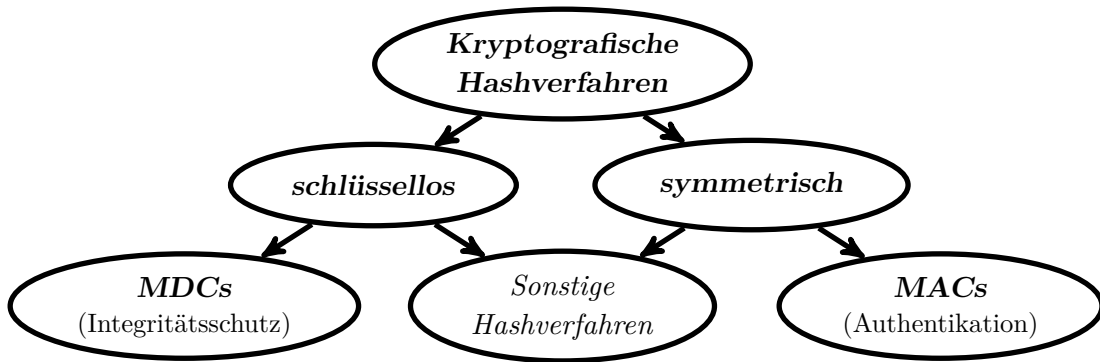 Kryptografische
Hashverfahren
schlüssellos
symmetrisch
MDCs
(Integritätsschutz)
Sonstige
Hashverfahren
MACs
(Authentikation)